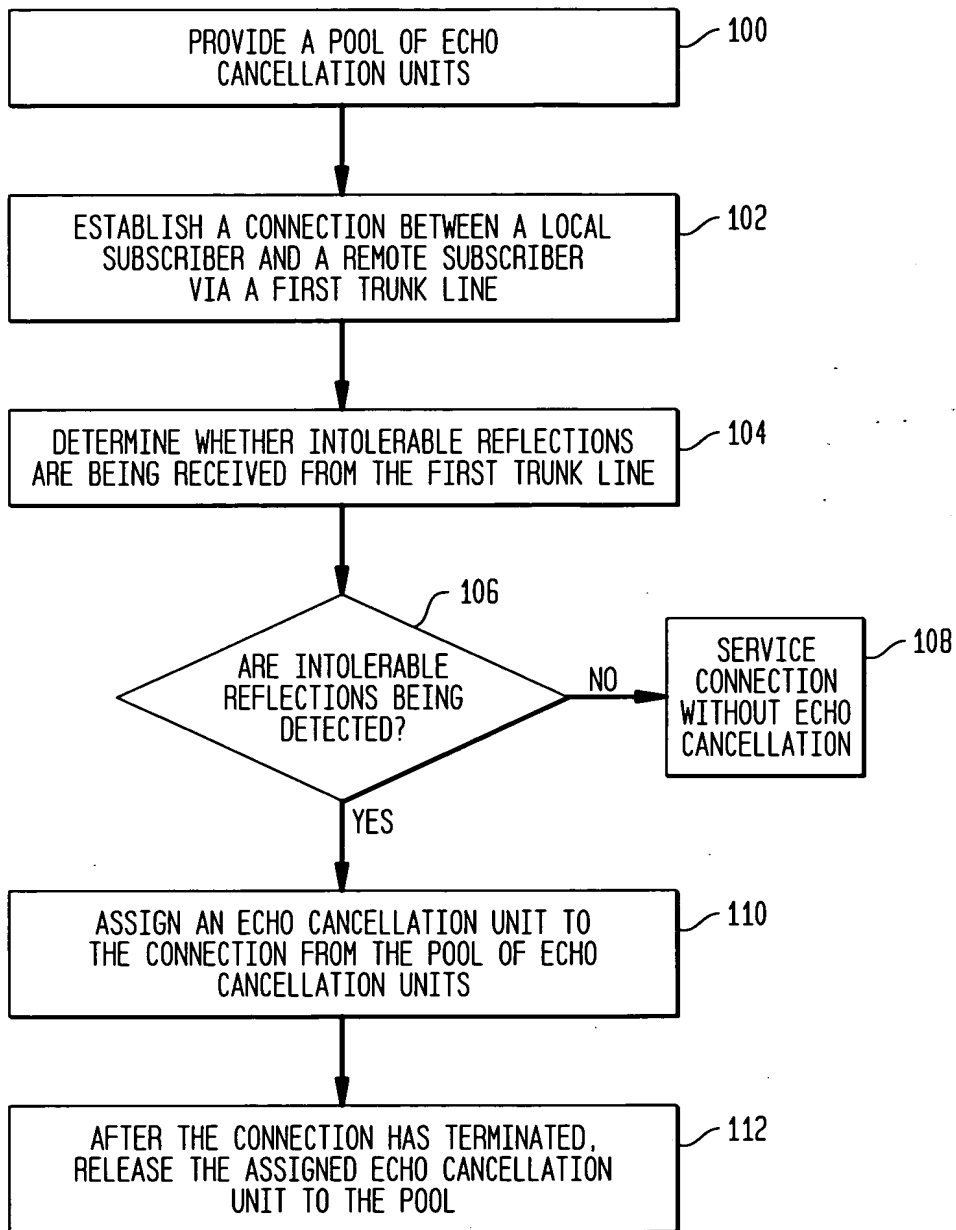 PROVIDE A POOL OF ECHO
CANCELLATION UNITS
100
ESTABLISH A CONNECTION BETWEEN A LOCAL
SUBSCRIBER AND A REMOTE SUBSCRIBER
VIA A FIRST TRUNK LINE
102
DETERMINE WHETHER INTOLERABLE REFLECTIONS
ARE BEING RECEIVED FROM THE FIRST TRUNK LINE
104
106
ARE INTOLERABLE
REFLECTIONS BEING
DETECTED?
NO
SERVICE
CONNECTION
WITHOUT ECHO
CANCELLATION
108
YES
ASSIGN AN ECHO CANCELLATION UNIT TO
THE CONNECTION FROM THE POOL OF ECHO
CANCELLATION UNITS
110
AFTER THE CONNECTION HAS TERMINATED,
RELEASE THE ASSIGNED ECHO CANCELLATION
UNIT TO THE POOL
112